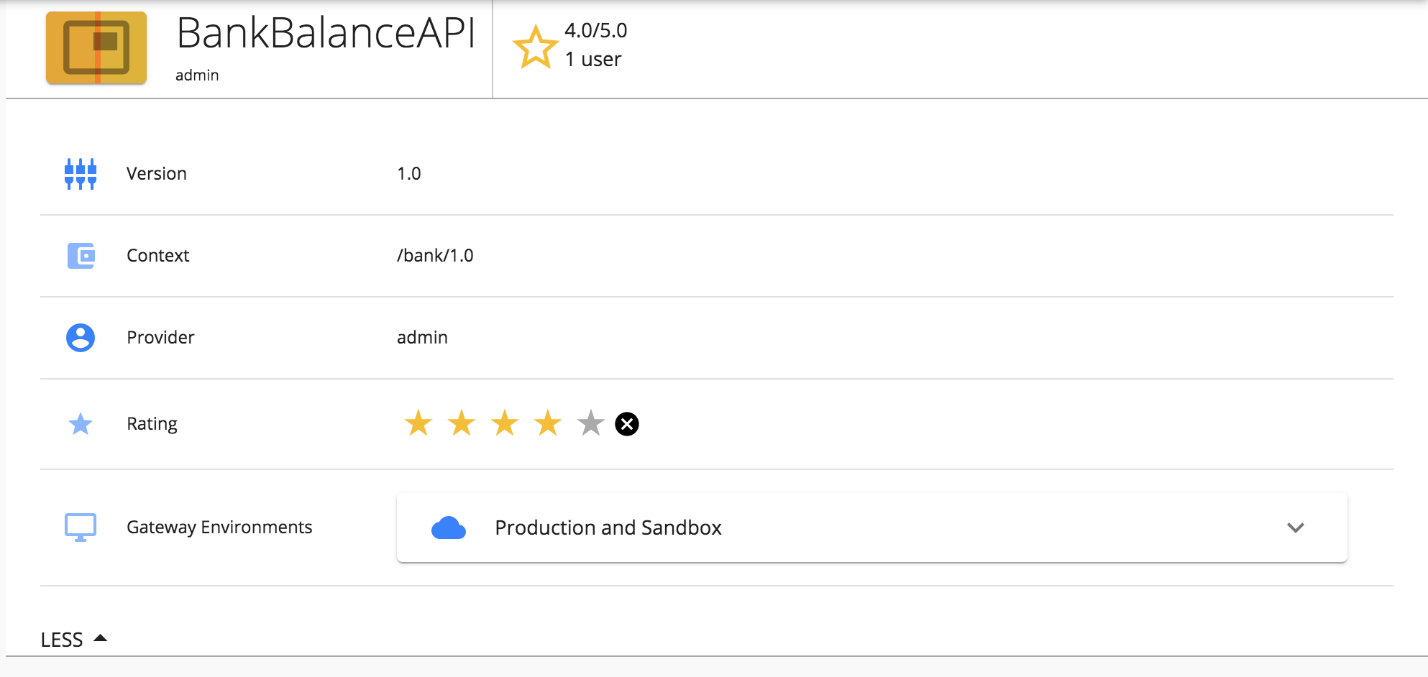 BankBalanceAPI
admin
4.0/5.0
1 user
Version 1.0
Context /bank/1.0
Provider admin
Rating
Gateway Environments Production and Sandbox
LESS